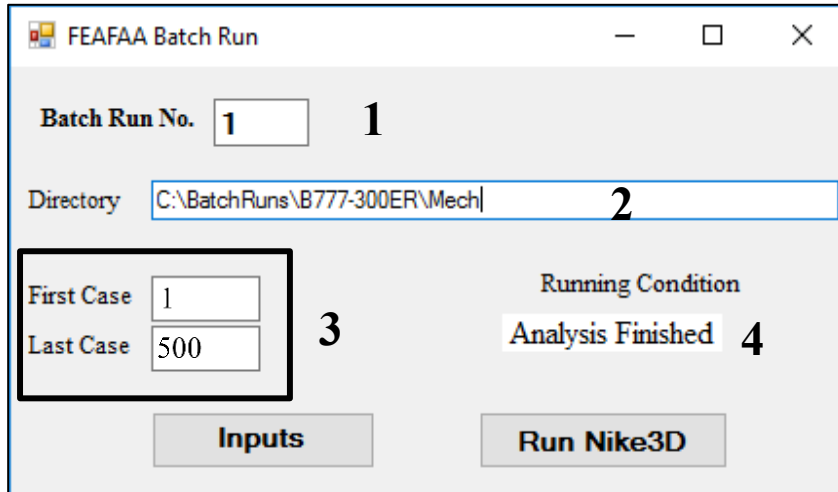 FEAFAA Batch Run
Batch Run No. 1 1
Directory C:\BatchRuns\B777-300ER\Mech 2
First Case 1
Last Case 500
3
Running Condition
Analysis Finished 4
Inputs
Run Nike3D